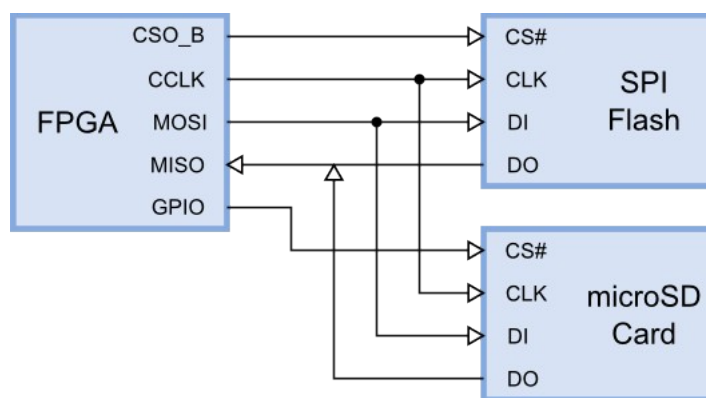 FPGA
CSO_B
CCLK
MOSI
MISO
GPIO
SPI
Flash
CS#
CLK
DI
DO
microSD
Card
CS#
CLK
DI
DO